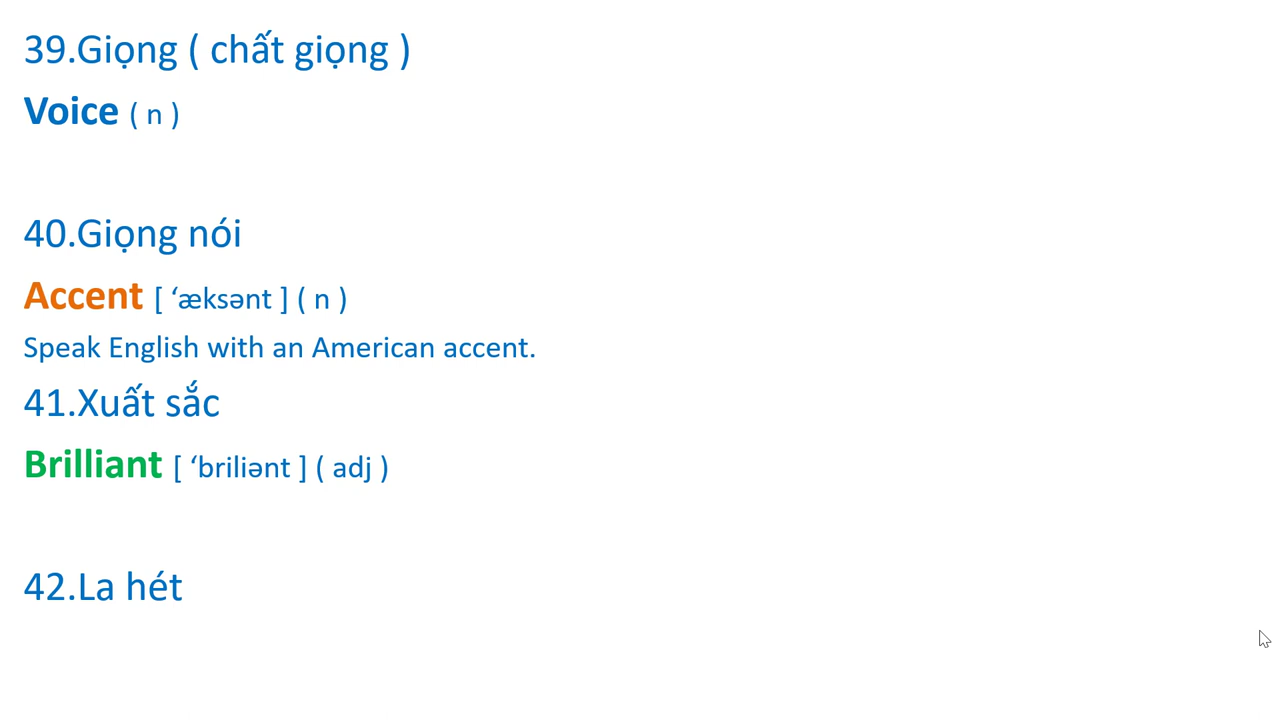 39.Giọng ( chất giọng )
Voice ( n )
40.Giọng nói
Accent [ ‘æksənt ] ( n )
Speak English with an American accent.
41.Xuất sắc
Brilliant [ ‘briliənt ] ( adj )
42.La hét